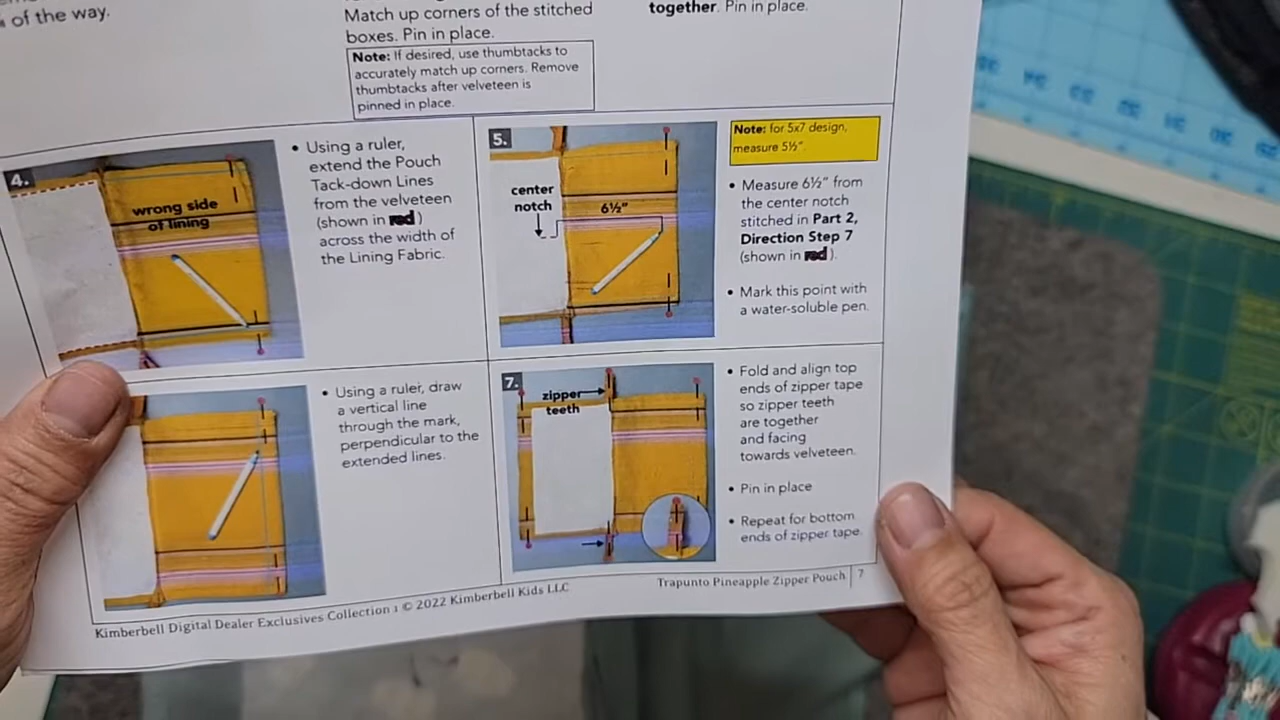 of the way.
Match up corners of the stitched
boxes. Pin in place.
Note: If desired, use thumbtacks to
accurately match up corners. Remove
thumbtacks after velveteen is
pinned in place.
together. Pin in place.
4.
wrong side
of lining
• Using a ruler,
extend the Pouch
Tack-down Lines
from the velveteen
(shown in red)
across the width of
the Lining Fabric.
5.
center
notch
6½"
Note: for 5x7 design,
measure 5½".
• Measure 6½" from
the center notch
stitched in Part 2,
Direction Step 7
(shown in red).
• Mark this point with
a water-soluble pen.
• Using a ruler, draw
a vertical line
through the mark,
perpendicular to the
extended lines.
7.
zipper
teeth
• Fold and align top
ends of zipper tape
so zipper teeth
are together
and facing
towards velveteen.
• Pin in place
• Repeat for bottom
ends of zipper tape.
Kimberbell Digital Dealer Exclusives Collection 1 © 2022 Kimberbell Kids LLC
Trapunto Pineapple Zipper Pouch | 7